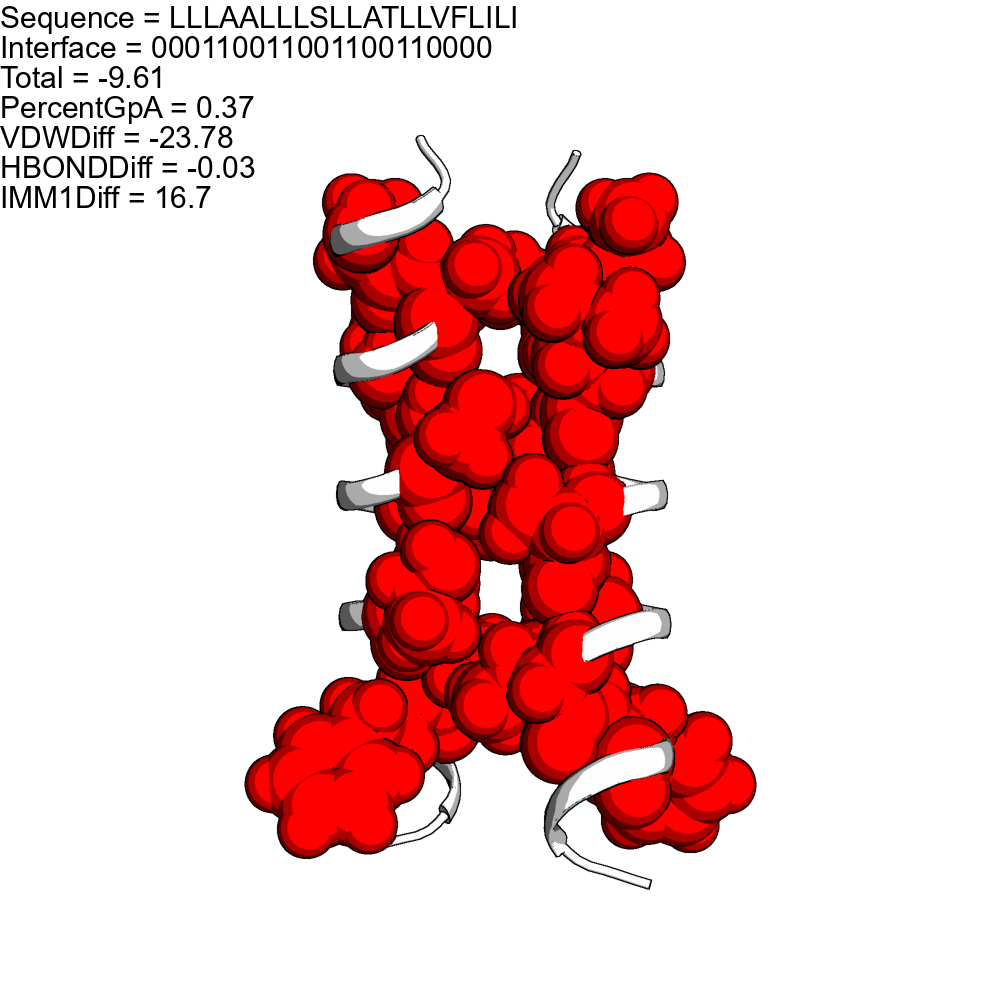 Sequence = LLLAALLLSLLATLLVFLILI
Interface = 000110011001100110000
Total = -9.61
PercentGpA = 0.37
VDWDiff = -23.78
HBONDDiff = -0.03
IMM1Diff = 16.7